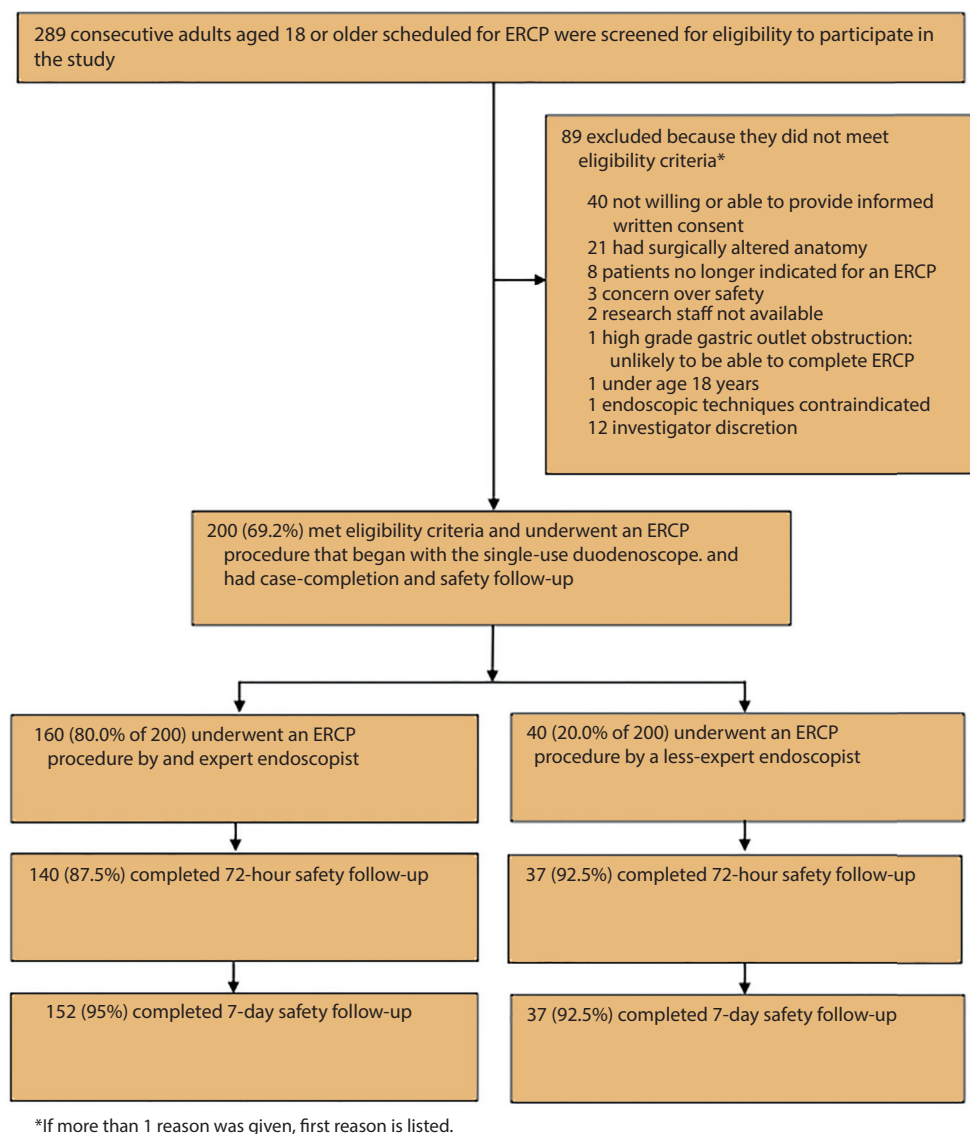 289 consecutive adults aged 18 or older scheduled for ERCP were screened for eligibility to participate in
the study
89 excluded because they did not meet
eligibility criteria*
40 not willing or able to provide informed
written consent
21 had surgically altered anatomy
8 patients no longer indicated for an ERCP
3 concern over safety
2 research staff not available
1 high grade gastric outlet obstruction:
unlikely to be able to complete ERCP
1 under age 18 years
1 endoscopic techniques contraindicated
12 investigator discretion
200 (69.2%) met eligibility criteria and underwent an ERCP
procedure that began with the single-use duodenoscope. and
had case-completion and safety follow-up
160 (80.0% of 200) underwent an ERCP
procedure by and expert endoscopist
40 (20.0% of 200) underwent an ERCP
procedure by a less-expert endoscopist
140 (87.5%) completed 72-hour safety follow-up
37 (92.5%) completed 72-hour safety follow-up
152 (95%) completed 7-day safety follow-up
37 (92.5%) completed 7-day safety follow-up
*If more than 1 reason was given, first reason is listed.